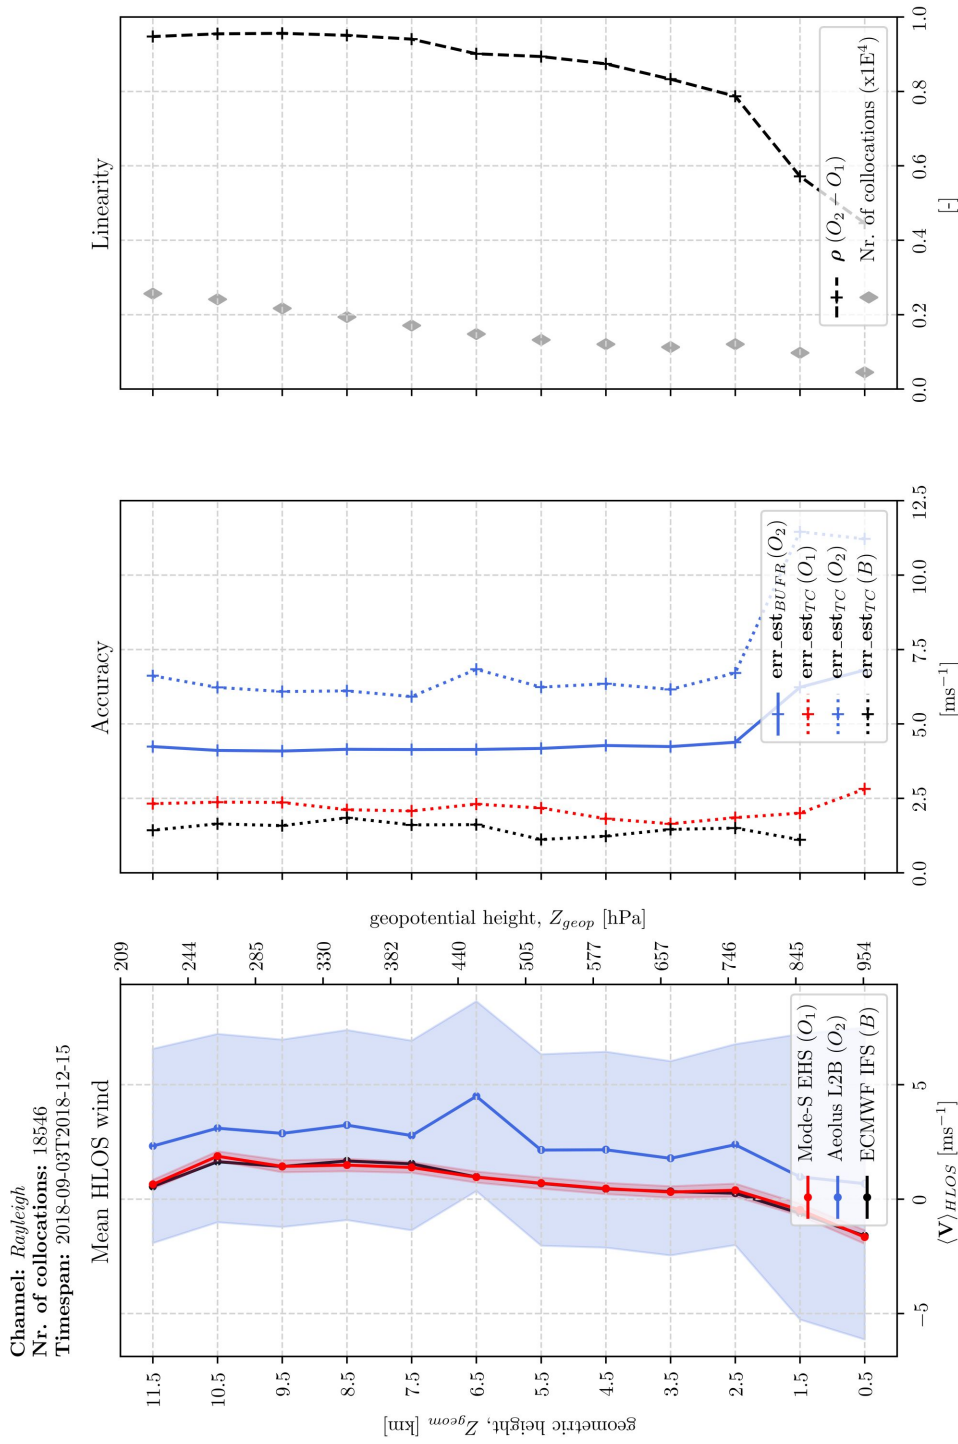 Channel: Rayleigh
Nr. of collocations: 18546
Timespan: 2018-09-03T2018-12-15
Mean HLOS wind
geometric height, Z_geom [km]
11.5
10.5
9.5
8.5
7.5
6.5
5.5
4.5
3.5
2.5
1.5
0.5
209
244
285
330
382
440
505
577
657
746
845
954
geopotential height, Z_geop [hPa]
Mode-S EHS (O₁)
Aeolus L2B (O₂)
ECMWF IFS (B)
−5 0 5
⟨V⟩_HLOS [ms⁻¹]
Accuracy
err_est_BUFR (O₂)
err_est_TC (O₁)
err_est_TC (O₂)
err_est_TC (B)
0.0 2.5 5.0 7.5 10.0 12.5
[ms⁻¹]
Linearity
ρ (O₂ − O₁)
Nr. of collocations (x1E⁴)
0.0 0.2 0.4 0.6 0.8 1.0
[-]